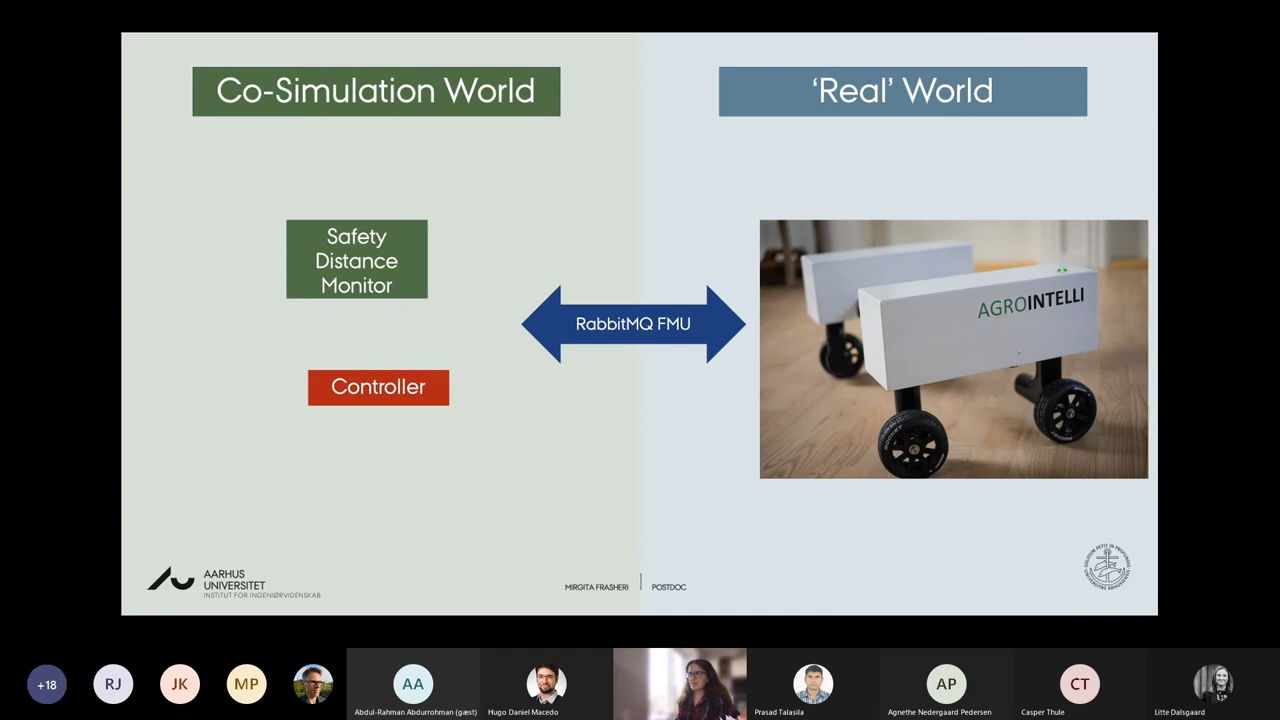 Co-Simulation World
'Real' World
Safety
Distance
Monitor
RabbitMQ FMU
Controller
AGROINTELLI
AARHUS
UNIVERSITET
INSTITUT FOR INGENIØRVIDENSKAB
MIRGITA FRASHERI
POSTDOC
+18
RJ
JK
MP
AA
AP
CT
Abdul-Rahman Abdurrohman (gæst)
Hugo Daniel Macedo
Prasad Talasila
Agnethe Nedergaard Pedersen
Casper Thule
Litte Dalsgaard